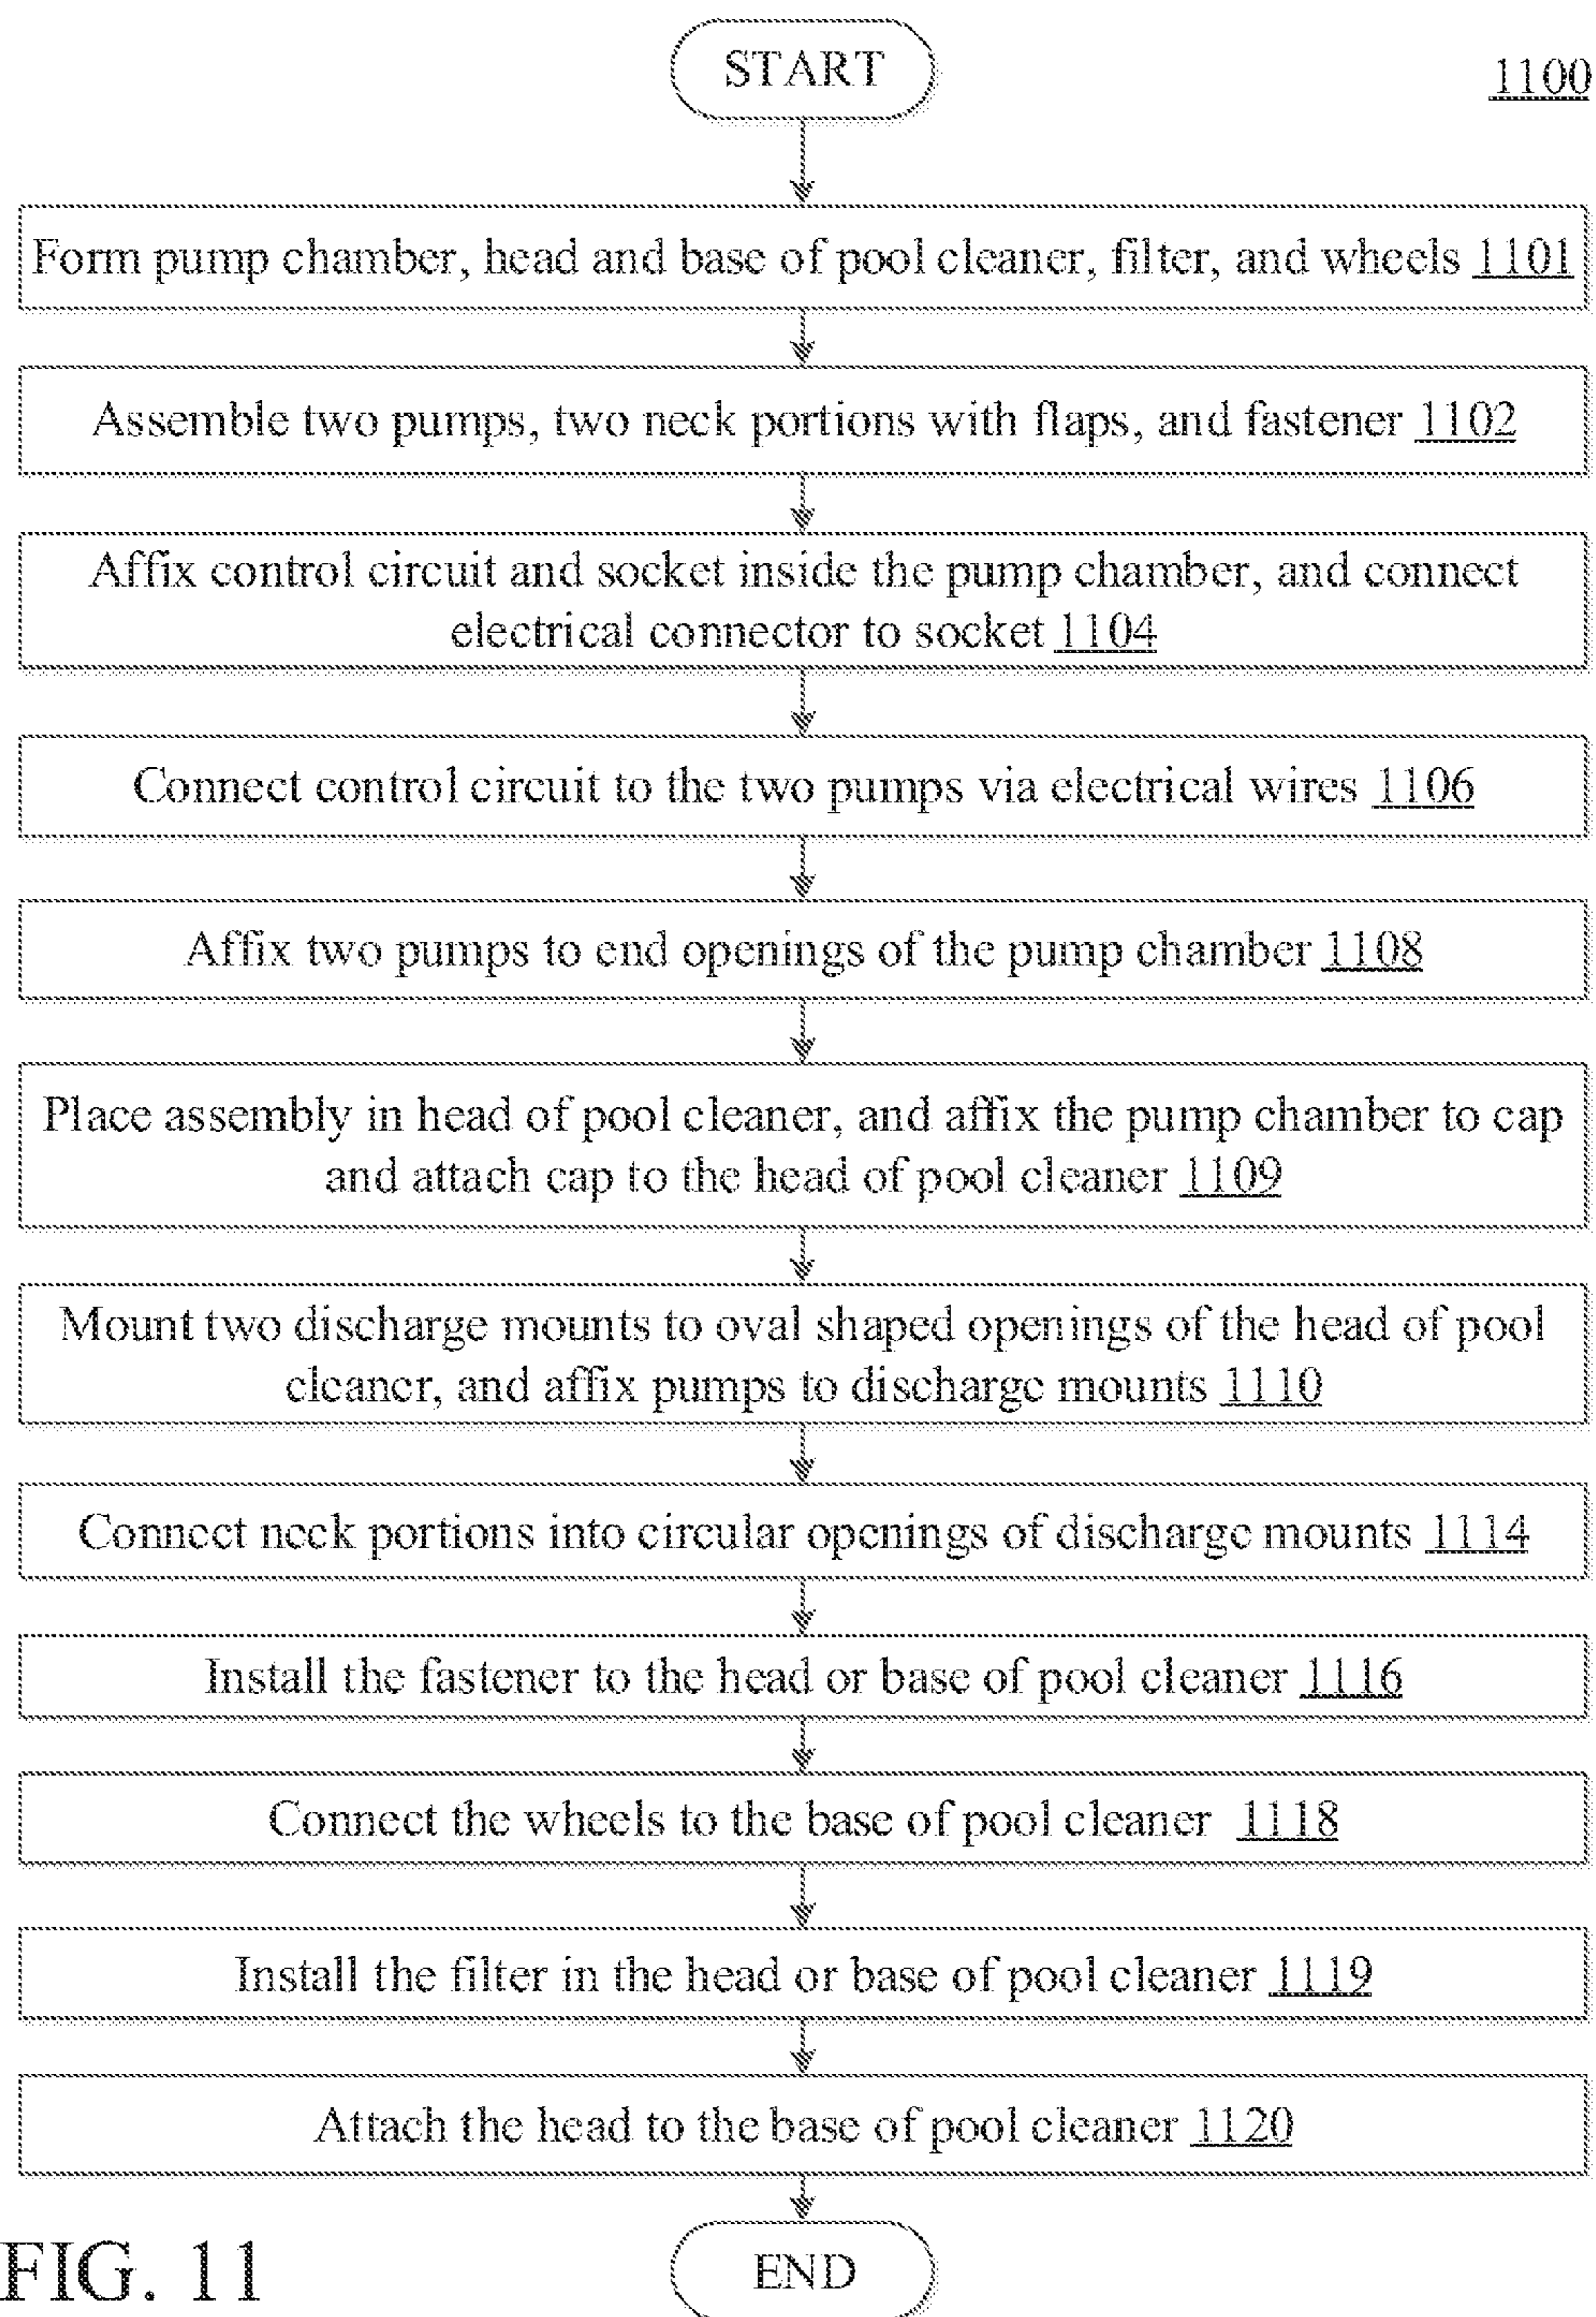 START
1100
Form pump chamber, head and base of pool cleaner, filter, and wheels 1101
Assemble two pumps, two neck portions with flaps, and fastener 1102
Affix control circuit and socket inside the pump chamber, and connect
electrical connector to socket 1104
Connect control circuit to the two pumps via electrical wires 1106
Affix two pumps to end openings of the pump chamber 1108
Place assembly in head of pool cleaner, and affix the pump chamber to cap
and attach cap to the head of pool cleaner 1109
Mount two discharge mounts to oval shaped openings of the head of pool
cleaner, and affix pumps to discharge mounts 1110
Connect neck portions into circular openings of discharge mounts 1114
Install the fastener to the head or base of pool cleaner 1116
Connect the wheels to the base of pool cleaner 1118
Install the filter in the head or base of pool cleaner 1119
Attach the head to the base of pool cleaner 1120
END
FIG. 11